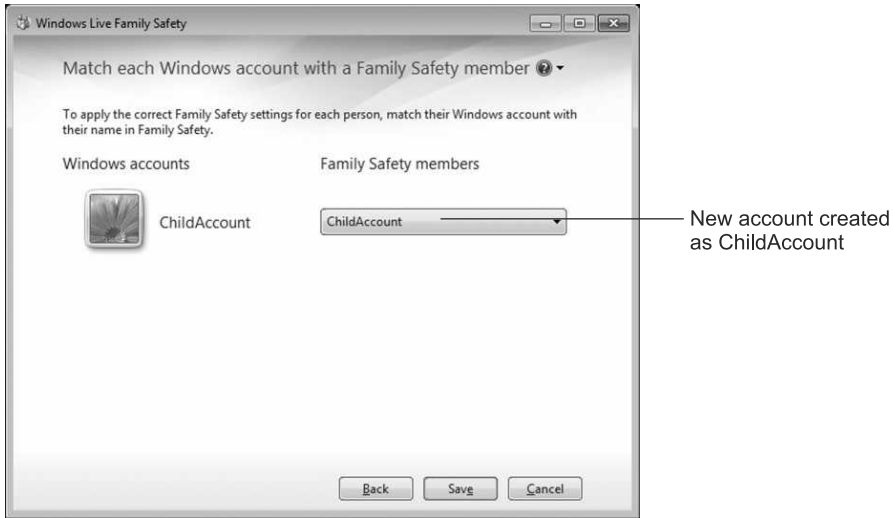 Windows Live Family Safety
Match each Windows account with a Family Safety member
To apply the correct Family Safety settings for each person, match their Windows account with
their name in Family Safety.
Windows accounts
Family Safety members
ChildAccount
ChildAccount
New account created
as ChildAccount
Back
Save
Cancel